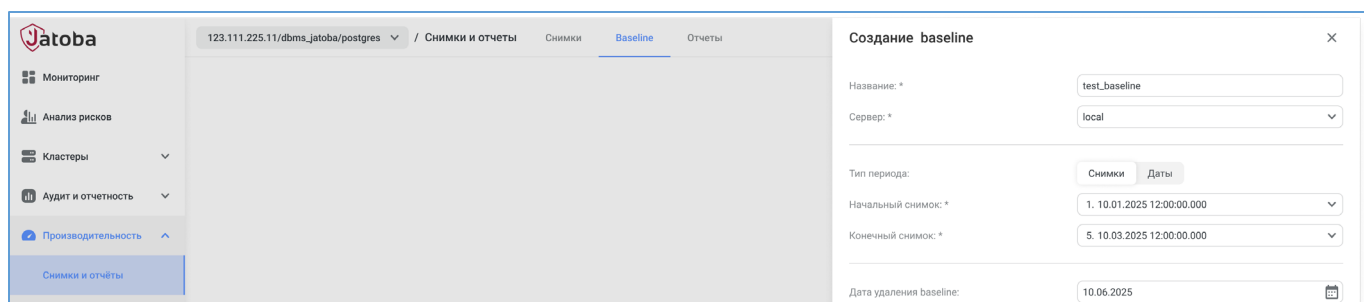 Jatoba
123.111.225.11/dbms_jatoba/postgres / Снимки и отчеты Снимки Baseline Отчеты
Мониторинг
Анализ рисков
Кластеры
Аудит и отчетность
Производительность
Снимки и отчёты
Создание baseline
Название: * test_baseline
Сервер: * local
Тип периода: Снимки Даты
Начальный снимок: * 1. 10.01.2025 12:00:00.000
Конечный снимок: * 5. 10.03.2025 12:00:00.000
Дата удаления baseline: 10.06.2025